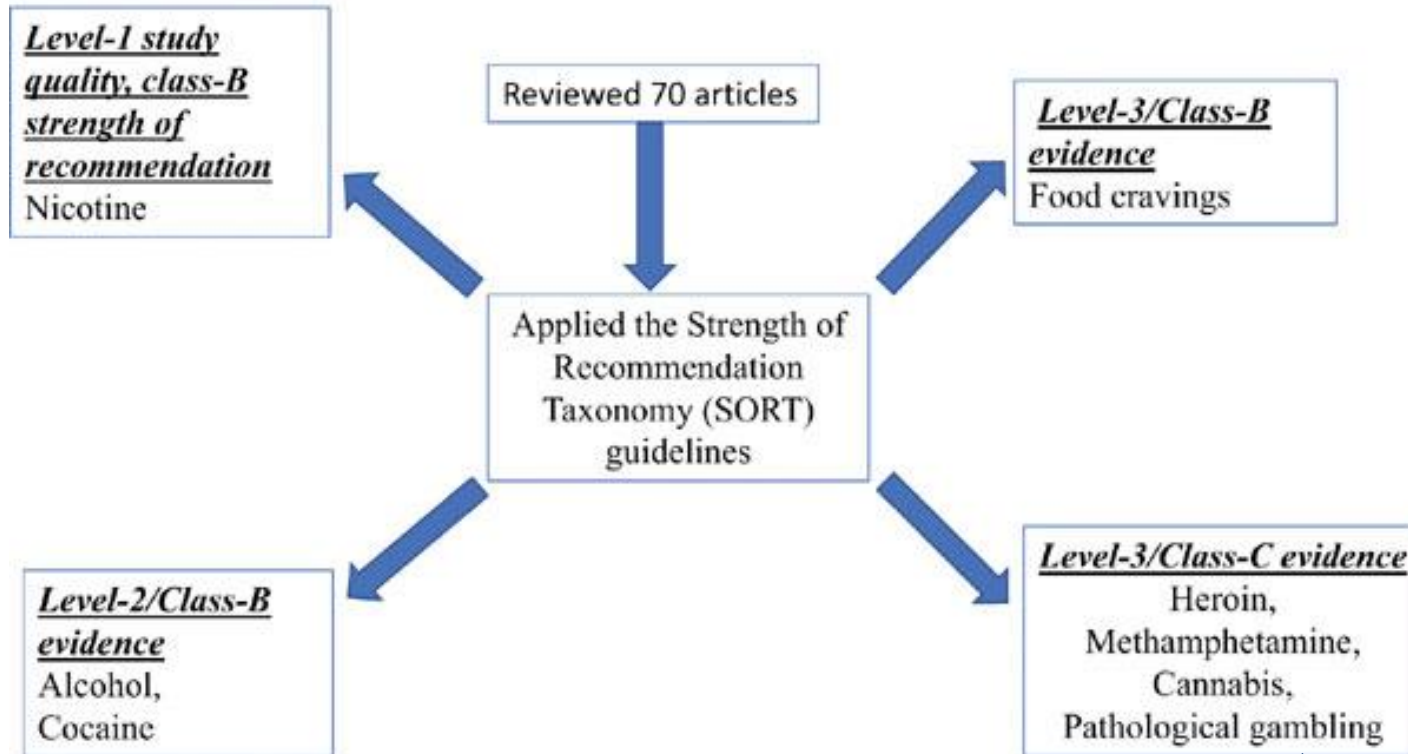 Level-1 study
quality, class-B
strength of
recommendation
Nicotine
Reviewed 70 articles
Level-3/Class-B
evidence
Food cravings
Applied the Strength of
Recommendation
Taxonomy (SORT)
guidelines
Level-2/Class-B
evidence
Alcohol,
Cocaine
Level-3/Class-C evidence
Heroin,
Methamphetamine,
Cannabis,
Pathological gambling